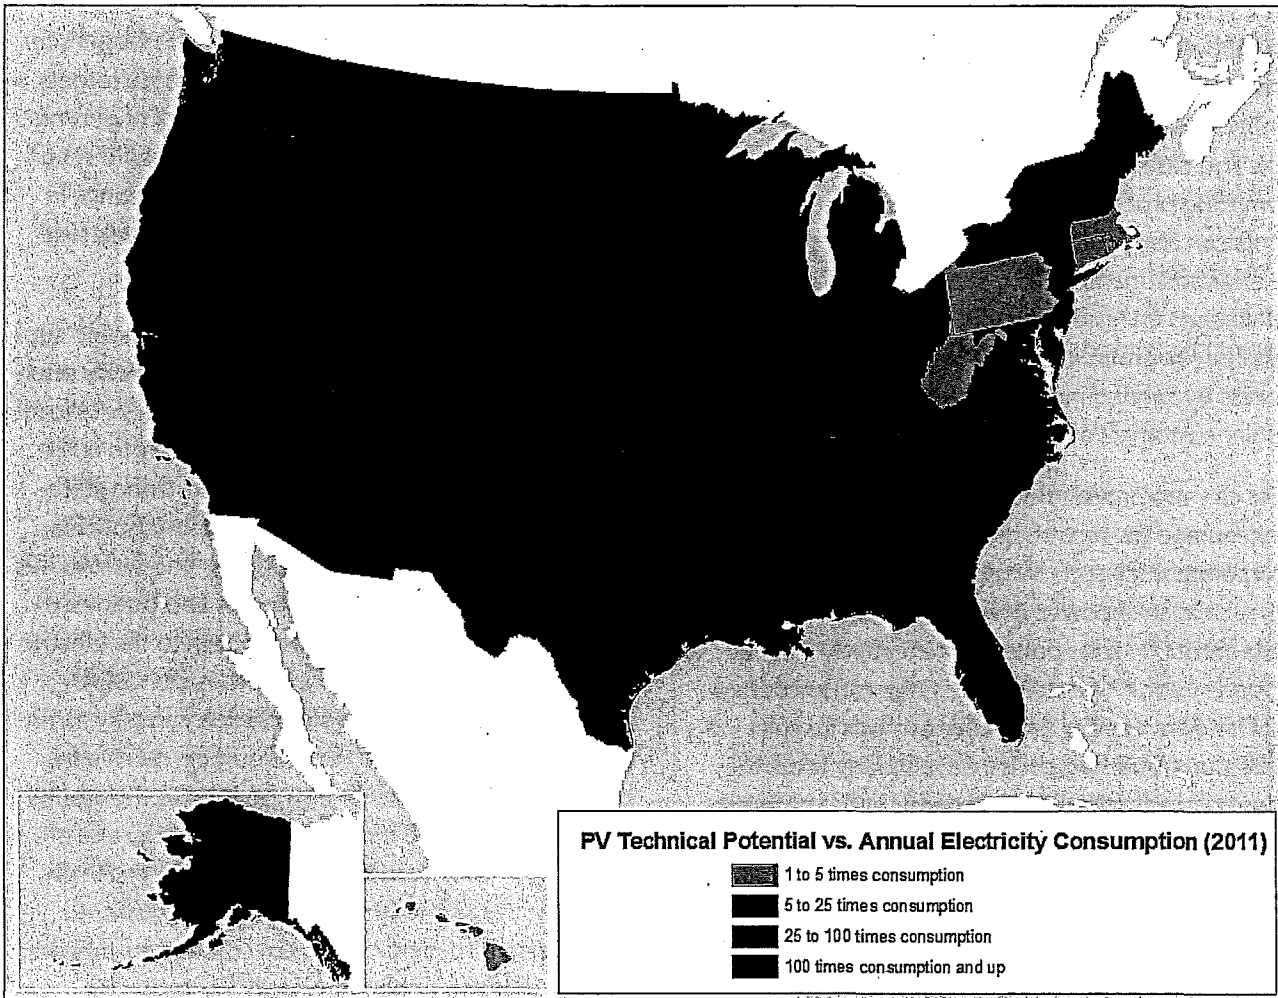 PV Technical Potential vs. Annual Electricity Consumption (2011)
1 to 5 times consumption
5 to 25 times consumption
25 to 100 times consumption
100 times consumption and up